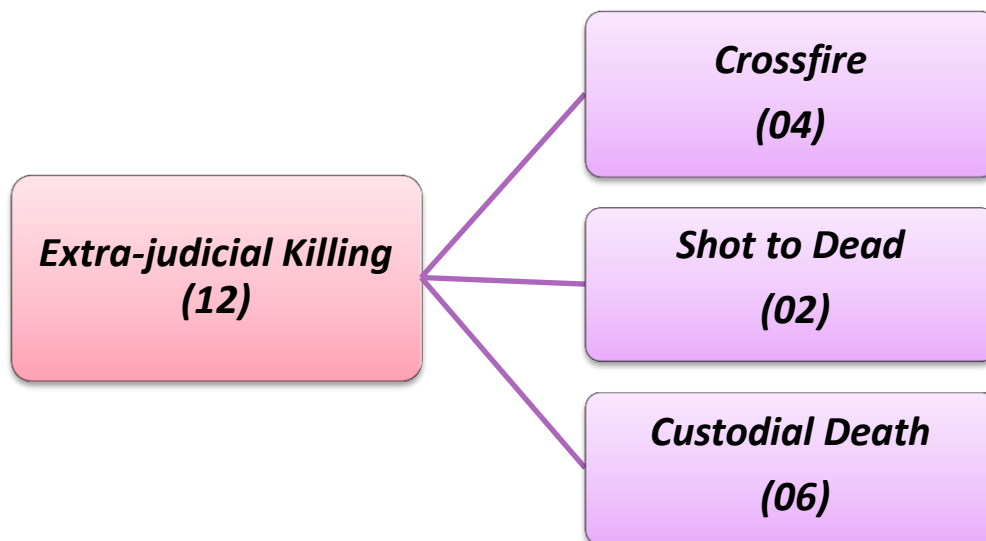 Extra-judicial Killing
(12)
Crossfire
(04)
Shot to Dead
(02)
Custodial Death
(06)